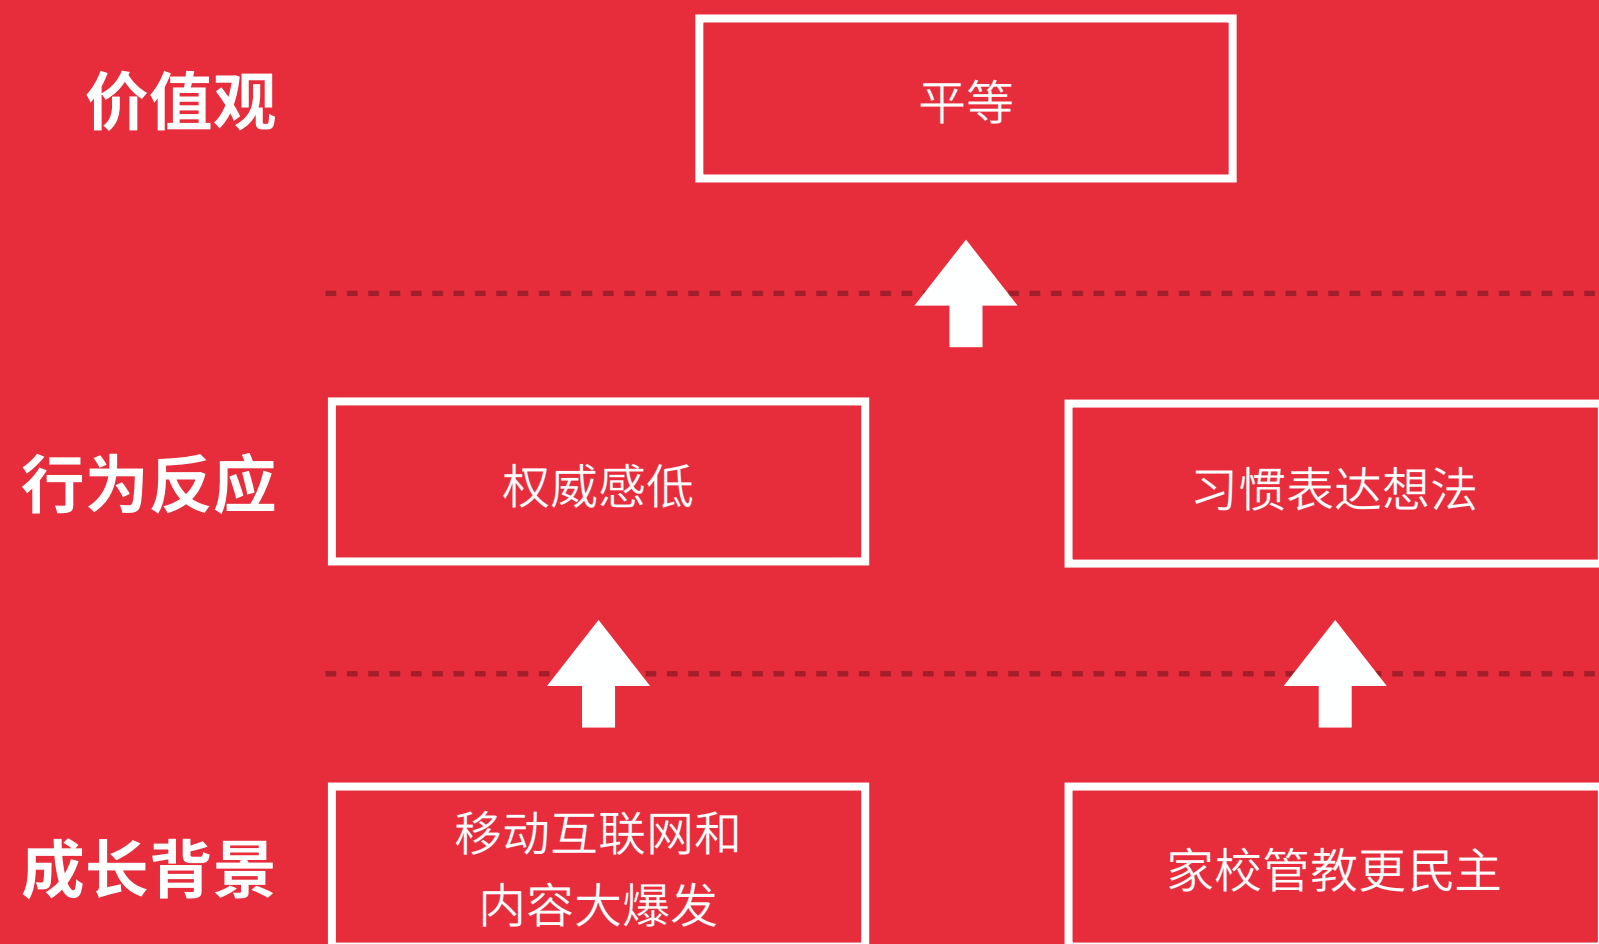 价值观
平等
行为反应
权威感低
习惯表达想法
成长背景
移动互联网和
内容大爆发
家校管教更民主